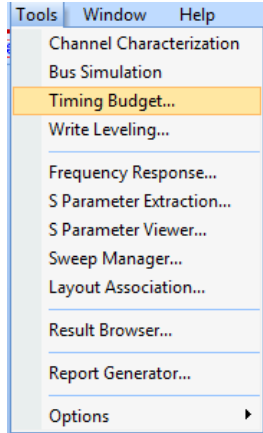 Tools Window Help
Channel Characterization
Bus Simulation
Timing Budget...
Write Leveling...
Frequency Response...
S Parameter Extraction...
S Parameter Viewer...
Sweep Manager...
Layout Association...
Result Browser...
Report Generator...
Options